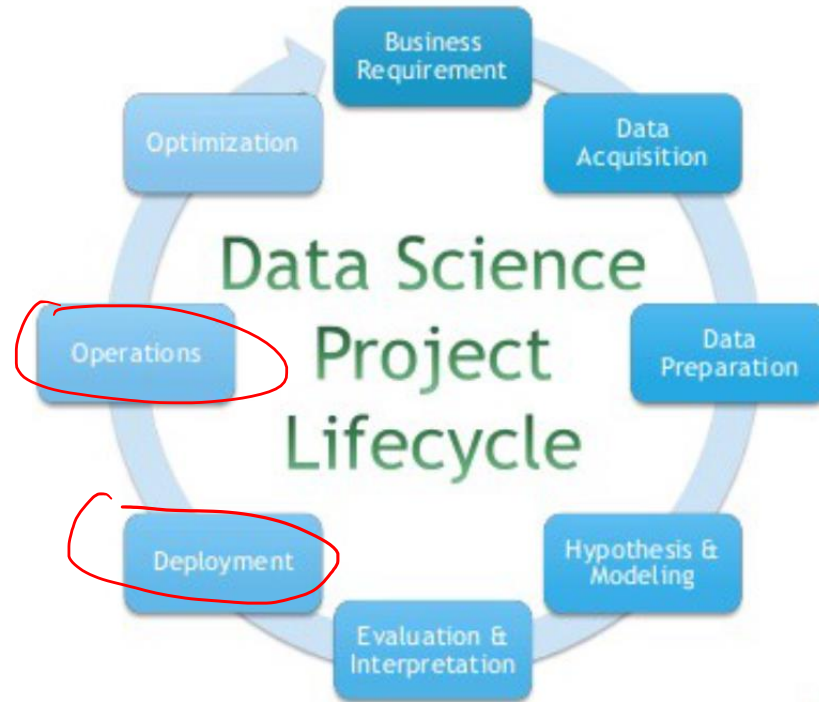 Business
Requirement
Data
Acquisition
Data
Preparation
Hypothesis &
Modeling
Evaluation &
Interpretation
Deployment
Operations
Optimization
Data Science
Project
Lifecycle